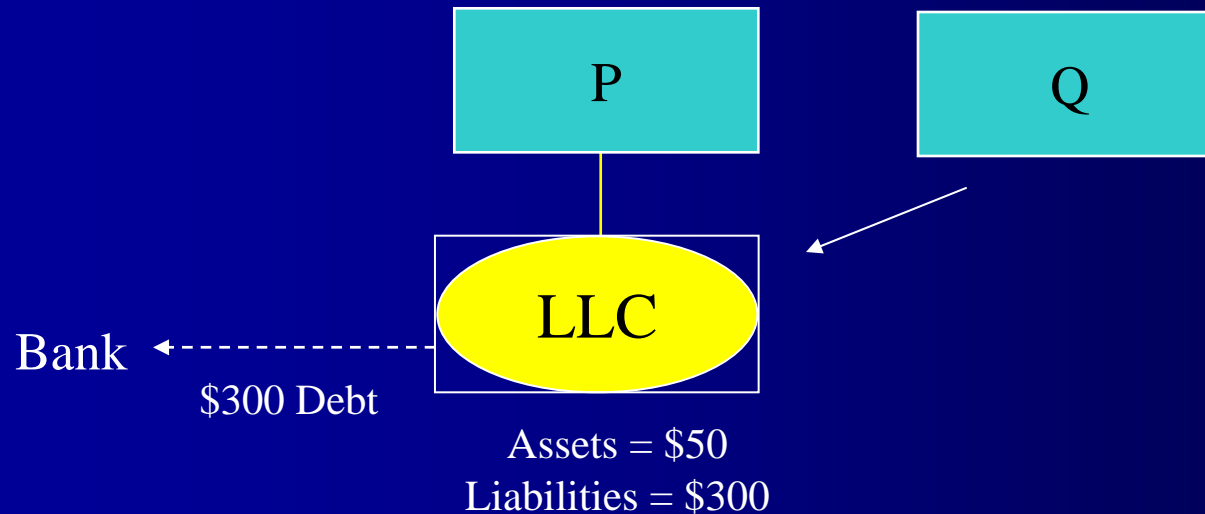 P
Q
LLC
Bank
$300 Debt
Assets = $50
Liabilities = $300